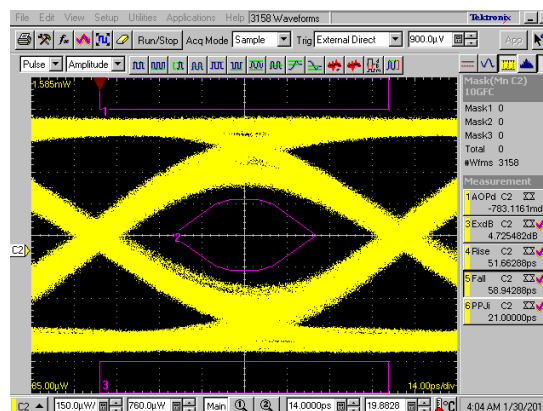 File Edit View Setup Utilities Applications Help 3158 Waveforms Tektronix
Run/Stop Acq Mode Sample Trig External Direct 900.0µV App
Pulse Amplitude
1.585mW
1
2
3
C2
65.00µW
14.00ps/div
Mask(Mn C2)
10GFC
Mask1 0
Mask2 0
Mask3 0
Total 0
#Wfms 3158
Measurement
1 AOPd C2
-783.1161md
3 ExdB C2
4.725482dB
4 Rise C2
51.66288ps
5 Fall C2
58.94288ps
6 PPJi C2
21.00000ps
C2 150.0µW/ 760.0µW Main 1 2 14.0000ps 19.8828 °C 4:04 AM 1/30/201